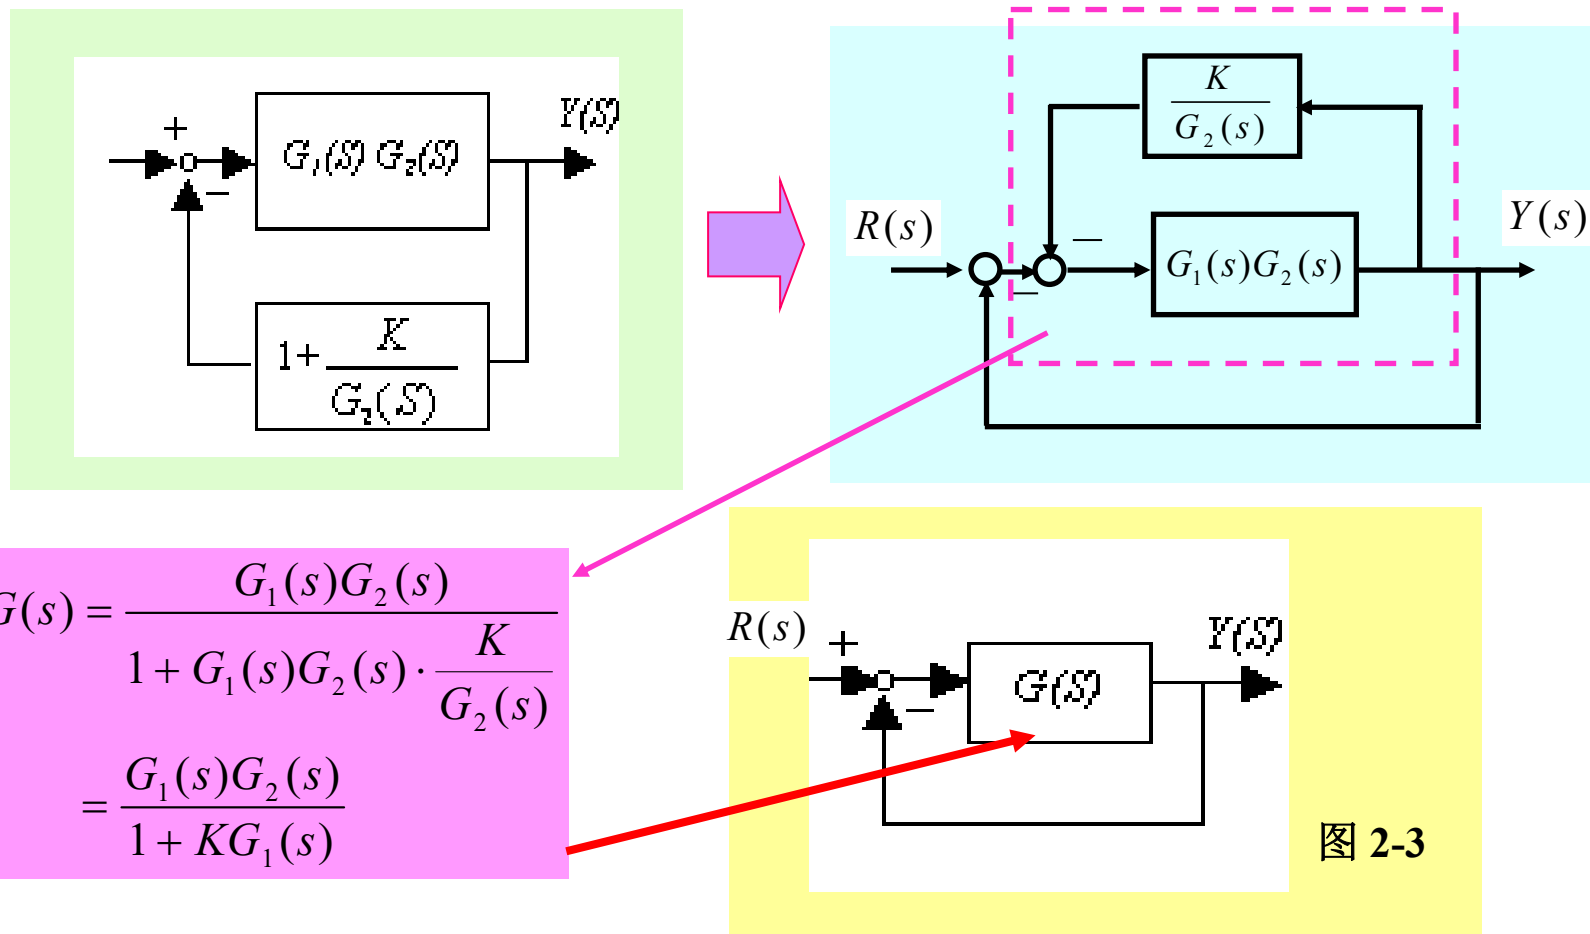 +
G₁(S) G₂(S)
Y(S)
−
1+ K / G₂(S)
K / G₂(s)
R(s)
−
G₁(s)G₂(s)
Y(s)
−
G(s) = G₁(s)G₂(s) / (1 + G₁(s)G₂(s) · K / G₂(s))
= G₁(s)G₂(s) / (1 + KG₁(s))
R(s)
+
G(S)
Y(S)
−
图 2-3